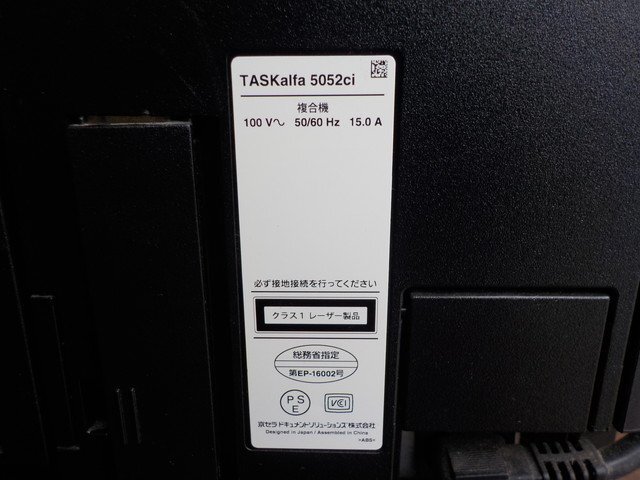 TASKalfa 5052ci
複合機
100 V～ 50/60 Hz 15.0 A
必ず接地接続を行ってください
クラス1 レーザー製品
総務省指定
第EP-16002号
PS
E
VCI
京セラドキュメントソリューションズ株式会社
Designed in Japan / Assembled in China
>ABS<